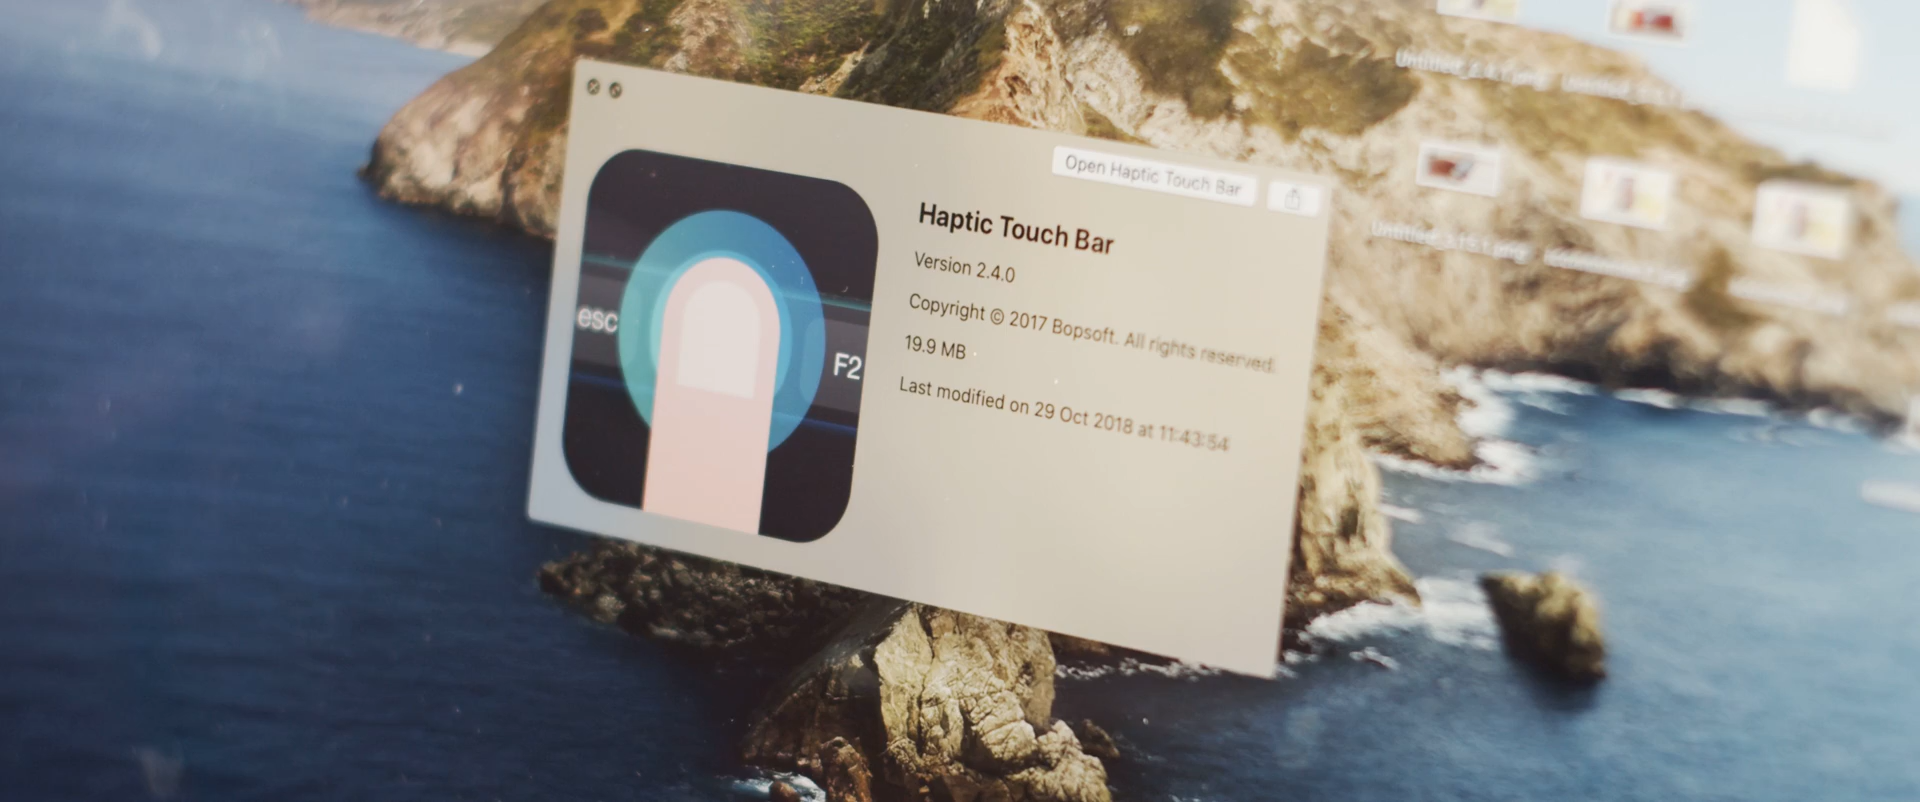 Open Haptic Touch Bar
Haptic Touch Bar
Version 2.4.0
Copyright © 2017 Bopsoft. All rights reserved.
19.9 MB
Last modified on 29 Oct 2018 at 11:43:54
esc
F2